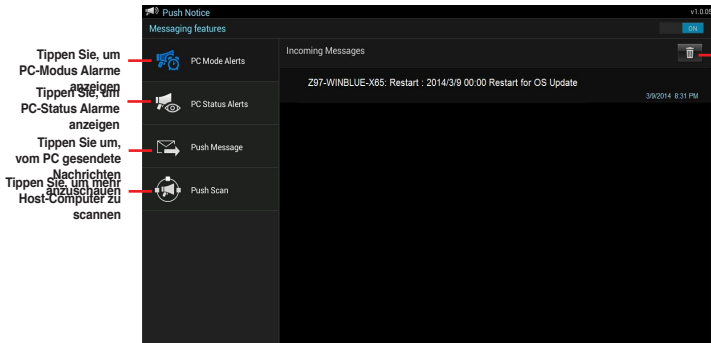 Push Notice
v1.0.05
Messaging features
ON
Tippen Sie, um
PC-Modus Alarme
anzeigen
PC Mode Alerts
Incoming Messages
Z97-WINBLUE-X65: Restart : 2014/3/9 00:00 Restart for OS Update
3/9/2014 8:31 PM
Tippen Sie, um
PC-Status Alarme
anzeigen
PC Status Alerts
Tippen Sie um,
vom PC gesendete
Nachrichten
anzuschauen
Push Message
Tippen Sie, um mehr
Host-Computer zu
scannen
Push Scan